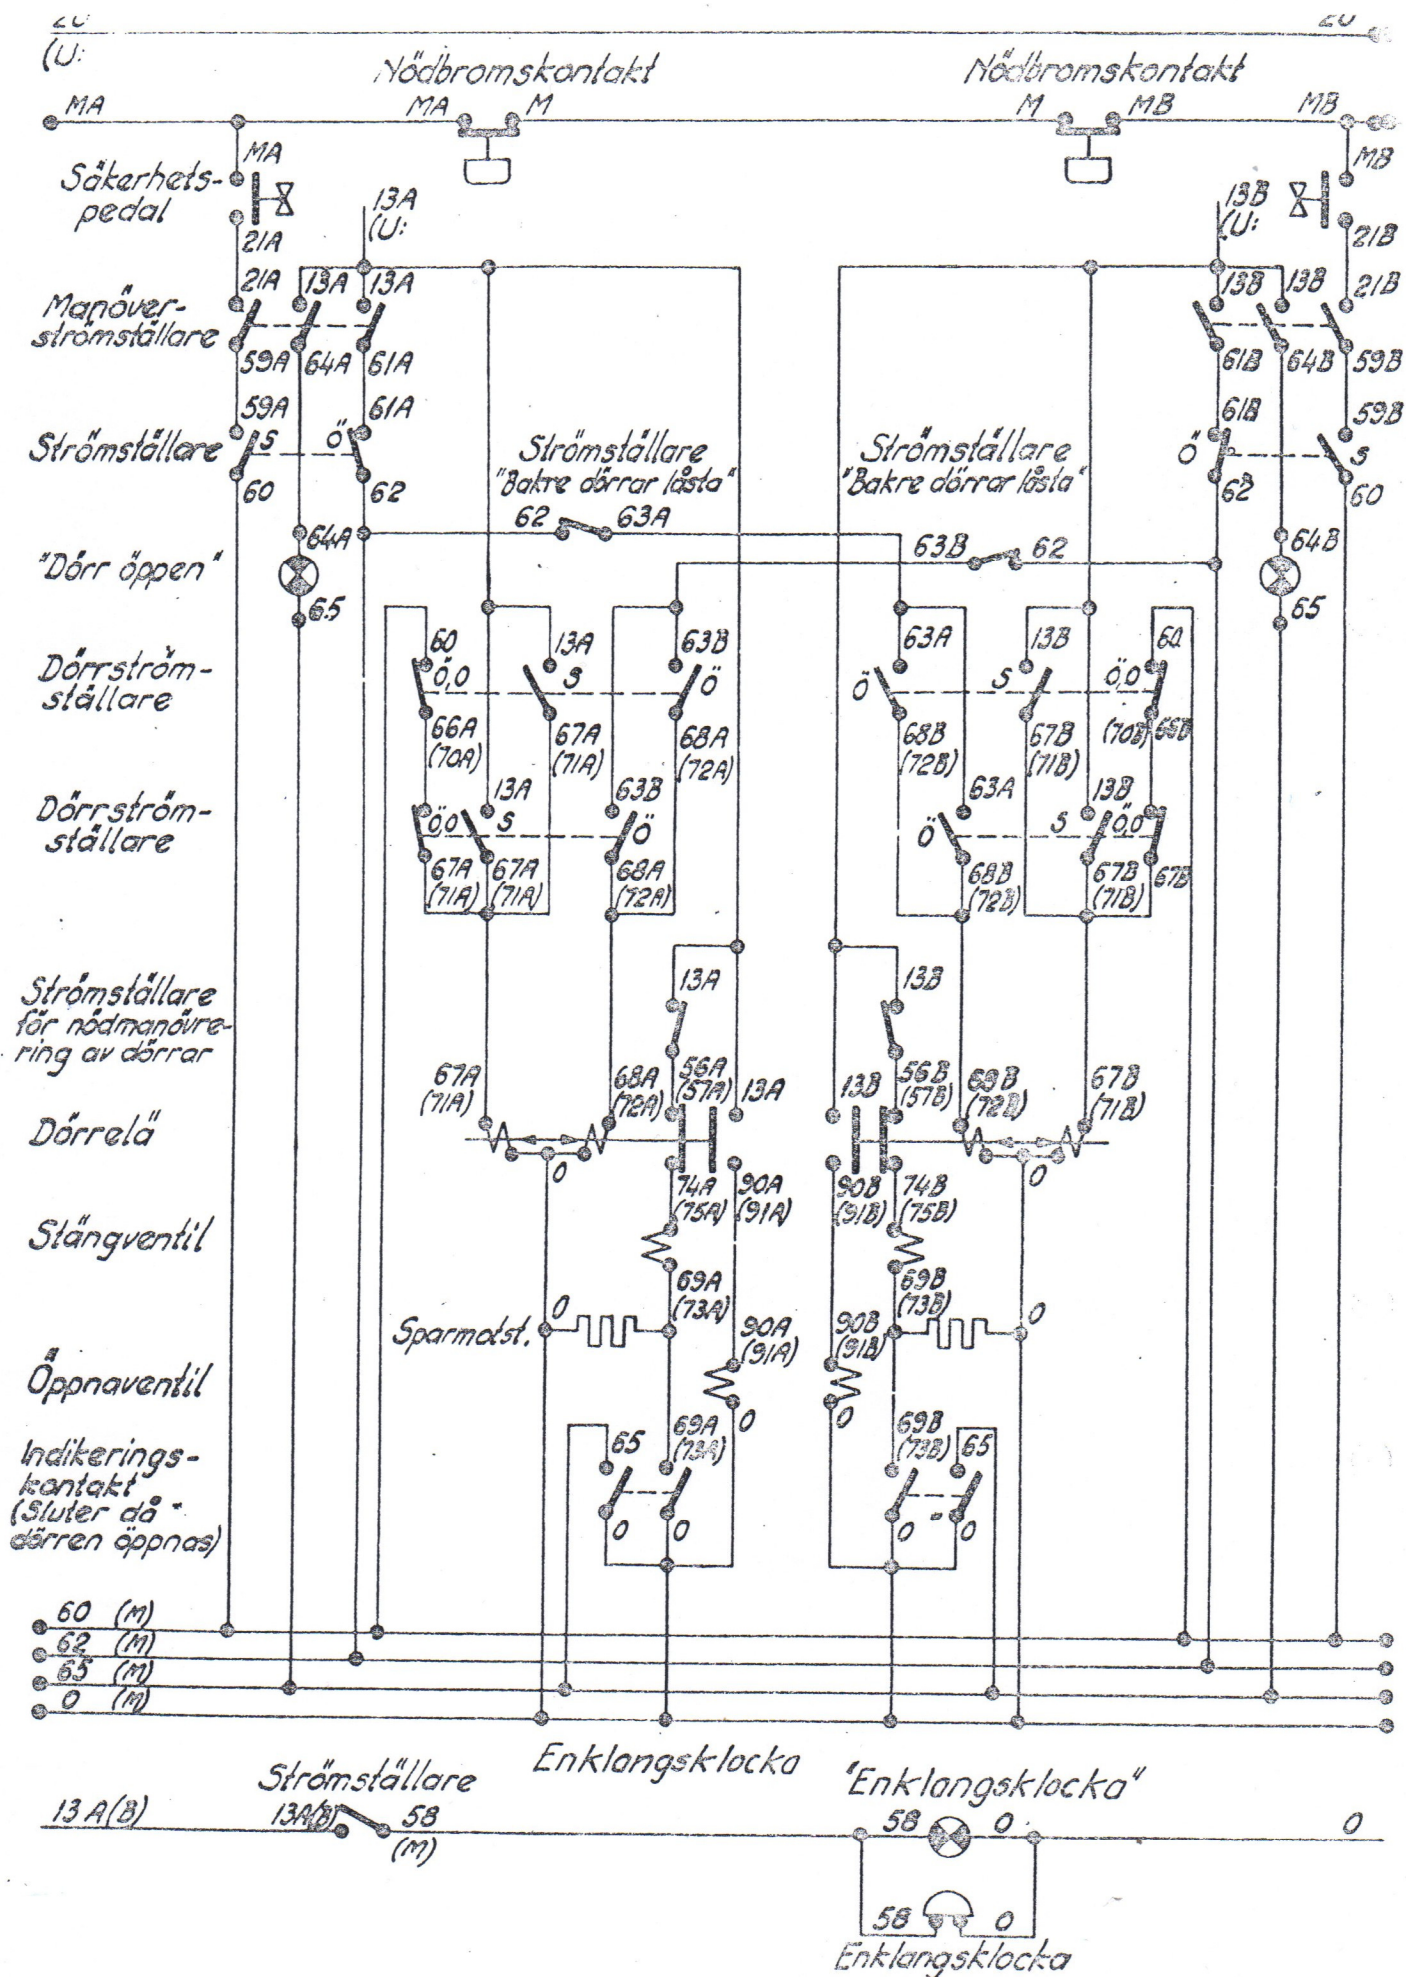 20 20
(U:
Nödbromskontakt Nödbromskontakt
MA MA M M MB MB
MA MB
Säkerhets-
pedal
13A 13B
(U: (U:
21A 21B
21A 13A 13A 13B 13B 21B
Manöver-
strömställare
59A 64A 61A 61B 64B 59B
59A 61A 61B 59B
Strömställare S Ö Ö S
Strömställare Strömställare
"Bakre dörrar låsta" "Bakre dörrar låsta"
60 62 62 60
62 63A
64A 63B 62 64B
"Dörr öppen"
65 65
60 13A 63B 63A 13B 60
Dörrström-
ställare
Ö,0 S Ö Ö S Ö,0
66A 67A 68A 68B 67B 66B
(70A) (71A) (72A) (72B) (71B) (70B)
13A 63B 63A 13B
Dörrström-
ställare
Ö,0 S Ö Ö S Ö,0
67A 67A 68A 68B 67B 67B
(71A) (71A) (72A) (72B) (71B)
13A 13B
Strömställare
för nödmanövre-
ring av dörrar
67A 68A 56A 13A 13B 56B 69B 67B
(71A) (72A) (57A) (57B) (72B) (71B)
Dörrelä
0 0
74A 90A 90B 74B
(75A) (91A) (91B) (75B)
Stängventil
69A 69B
(73A) (73B)
Sparmotst. 0 0
90A 90B
(91A) (91B)
Öppnaventil
0 0
65 69A 69B 65
(73A) (73B)
Indikerings-
kontakt
(Sluter då
dörren öppnas)
0 0 0 0
60 (M)
62 (M)
65 (M)
0 (M)
Enklangsklocka
Strömställare "Enklangsklocka"
13A(B) 13A(B) 58 58 0 0
(M)
58 0
Enklangsklocka